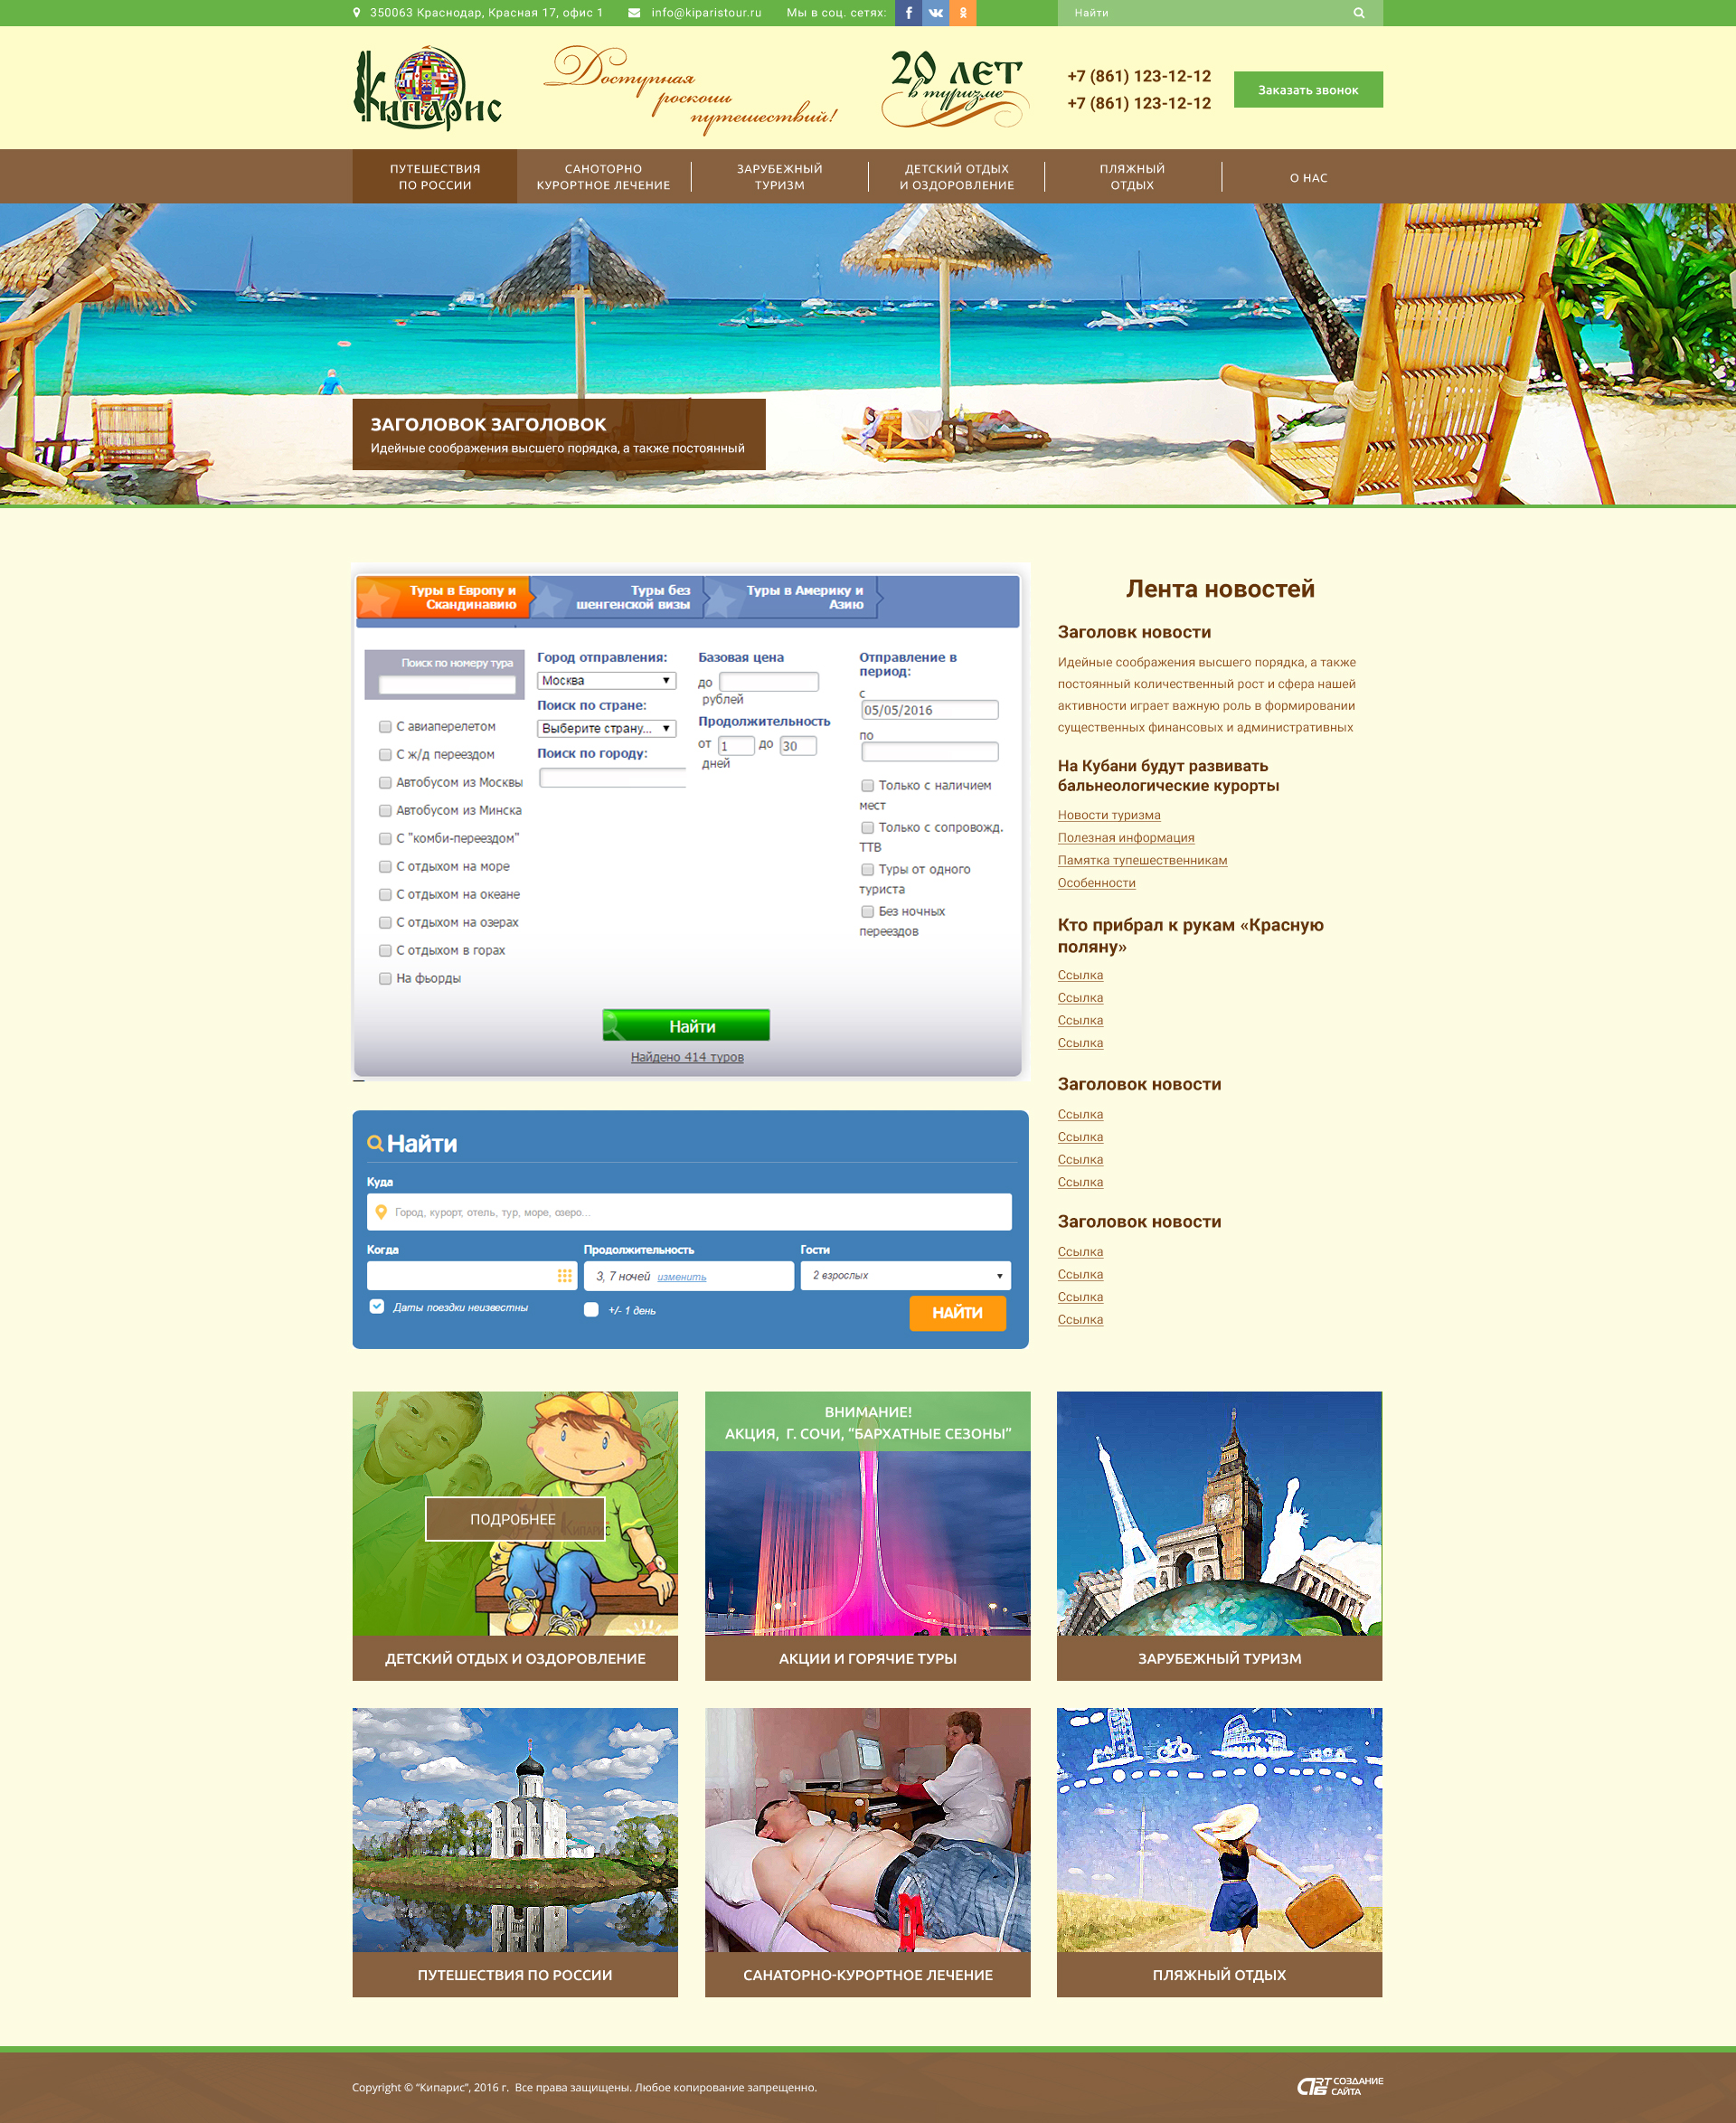 350063 Краснодар, Красная 17, офис 1
info@kiparistour.ru
Мы в соц. сетях:
Найти
Кипарис
Доступная
роскошь
путешествий!
20 лет
в туризме
+7 (861) 123-12-12
+7 (861) 123-12-12
Заказать звонок
ПУТЕШЕСТВИЯ
ПО РОССИИ
САНОТОРНО
КУРОРТНОЕ ЛЕЧЕНИЕ
ЗАРУБЕЖНЫЙ
ТУРИЗМ
ДЕТСКИЙ ОТДЫХ
И ОЗДОРОВЛЕНИЕ
ПЛЯЖНЫЙ
ОТДЫХ
О НАС
ЗАГОЛОВОК ЗАГОЛОВОК
Идейные соображения высшего порядка, а также постоянный
Туры в Европу и
Скандинавию
Туры без
шенгенской визы
Туры в Америку и
Азию
Поиск по номеру тура
С авиаперелетом
С ж/д переездом
Автобусом из Москвы
Автобусом из Минска
С "комби-переездом"
С отдыхом на море
С отдыхом на океане
С отдыхом на озерах
С отдыхом в горах
На фьорды
Город отправления:
Москва
Поиск по стране:
Выберите страну...
Поиск по городу:
Базовая цена
до
рублей
Продолжительность
от 1 до 30
дней
Отправление в
период:
с
05/05/2016
по
Только с наличием
мест
Только с сопровожд.
ТТВ
Туры от одного
туриста
Без ночных
переездов
Найти
Найдено 414 туров
Лента новостей
Заголовк новости
Идейные соображения высшего порядка, а также
постоянный количественный рост и сфера нашей
активности играет важную роль в формировании
существенных финансовых и административных
На Кубани будут развивать
бальнеологические курорты
Новости туризма
Полезная информация
Памятка тупешественникам
Особенности
Кто прибрал к рукам «Красную
поляну»
Ссылка
Ссылка
Ссылка
Ссылка
Заголовок новости
Ссылка
Ссылка
Ссылка
Ссылка
Заголовок новости
Ссылка
Ссылка
Ссылка
Ссылка
Найти
Куда
Город, курорт, отель, тур, море, озеро...
Когда
Продолжительность
Гости
3, 7 ночей изменить
2 взрослых
Даты поездки неизвестны
+/- 1 день
НАЙТИ
ПОДРОБНЕЕ
Кипарис
ДЕТСКИЙ ОТДЫХ И ОЗДОРОВЛЕНИЕ
ВНИМАНИЕ!
АКЦИЯ, Г. СОЧИ, "БАРХАТНЫЕ СЕЗОНЫ"
АКЦИИ И ГОРЯЧИЕ ТУРЫ
ЗАРУБЕЖНЫЙ ТУРИЗМ
ПУТЕШЕСТВИЯ ПО РОССИИ
САНАТОРНО-КУРОРТНОЕ ЛЕЧЕНИЕ
ПЛЯЖНЫЙ ОТДЫХ
Copyright © "Кипарис", 2016 г. Все права защищены. Любое копирование запрещенно.
СОЗДАНИЕ
САЙТА